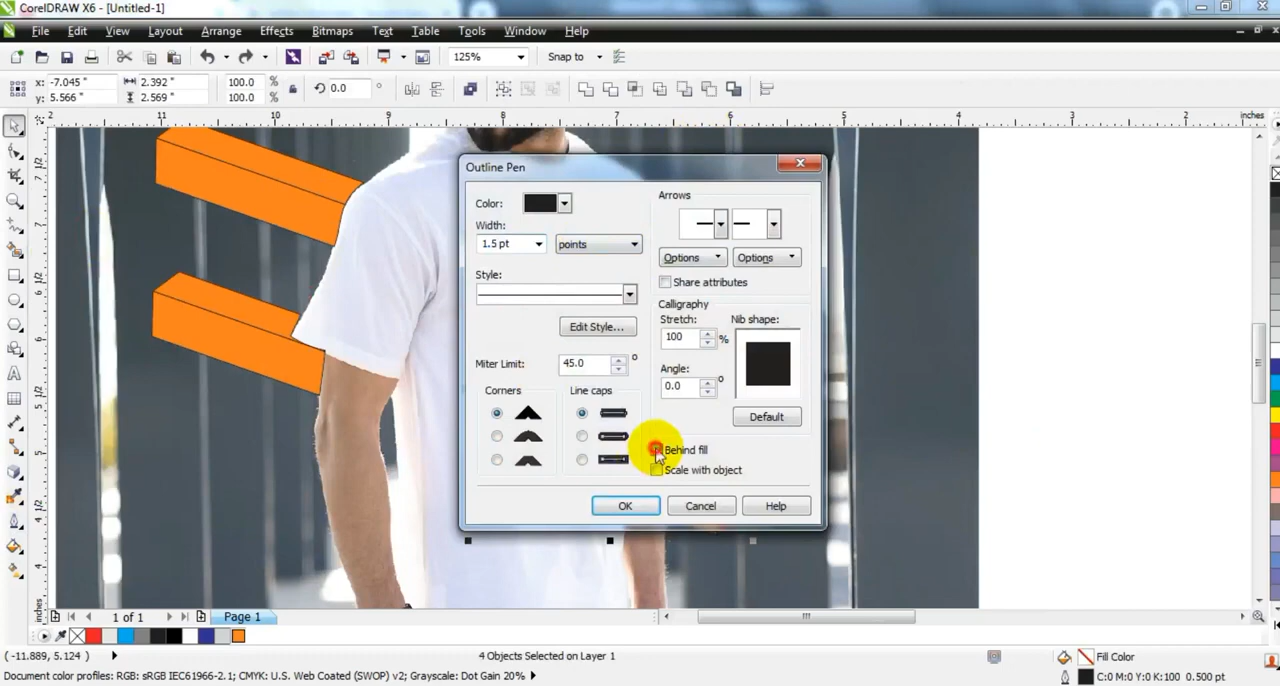 CorelDRAW X6 - [Untitled-1]
File Edit View Layout Arrange Effects Bitmaps Text Table Tools Window Help
125% Snap to
x: -7.045 " 2.392 " 100.0 % 0.0 °
y: 5.566 " 2.569 " 100.0 %
2 11 10 9 8 7 6 5 4 3 2 inches
Outline Pen
Color:
Width:
1.5 pt points
Style:
Edit Style...
Miter Limit: 45.0 °
Corners Line caps
Arrows
Options Options
Share attributes
Calligraphy
Stretch: Nib shape:
100 %
Angle:
0.0 °
Default
Behind fill
Scale with object
OK Cancel Help
inches
1 of 1 Page 1
(-11.889, 5.124 ) 4 Objects Selected on Layer 1 Fill Color
Document color profiles: RGB: sRGB IEC61966-2.1; CMYK: U.S. Web Coated (SWOP) v2; Grayscale: Dot Gain 20% C:0 M:0 Y:0 K:100 0.500 pt